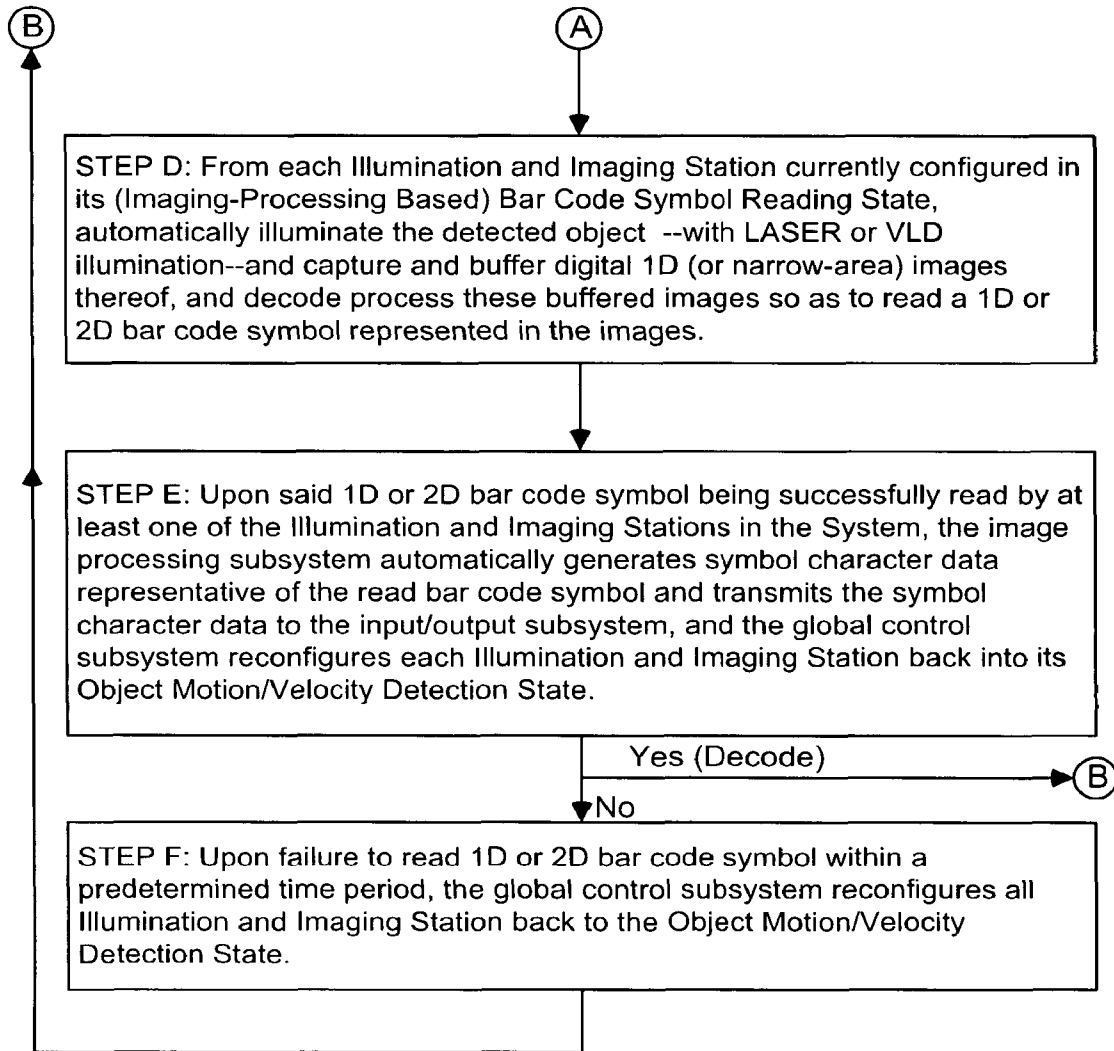 B
A
STEP D: From each Illumination and Imaging Station currently configured in
its (Imaging-Processing Based) Bar Code Symbol Reading State,
automatically illuminate the detected object --with LASER or VLD
illumination--and capture and buffer digital 1D (or narrow-area) images
thereof, and decode process these buffered images so as to read a 1D or
2D bar code symbol represented in the images.
STEP E: Upon said 1D or 2D bar code symbol being successfully read by at
least one of the Illumination and Imaging Stations in the System, the image
processing subsystem automatically generates symbol character data
representative of the read bar code symbol and transmits the symbol
character data to the input/output subsystem, and the global control
subsystem reconfigures each Illumination and Imaging Station back into its
Object Motion/Velocity Detection State.
Yes (Decode)
B
No
STEP F: Upon failure to read 1D or 2D bar code symbol within a
predetermined time period, the global control subsystem reconfigures all
Illumination and Imaging Station back to the Object Motion/Velocity
Detection State.